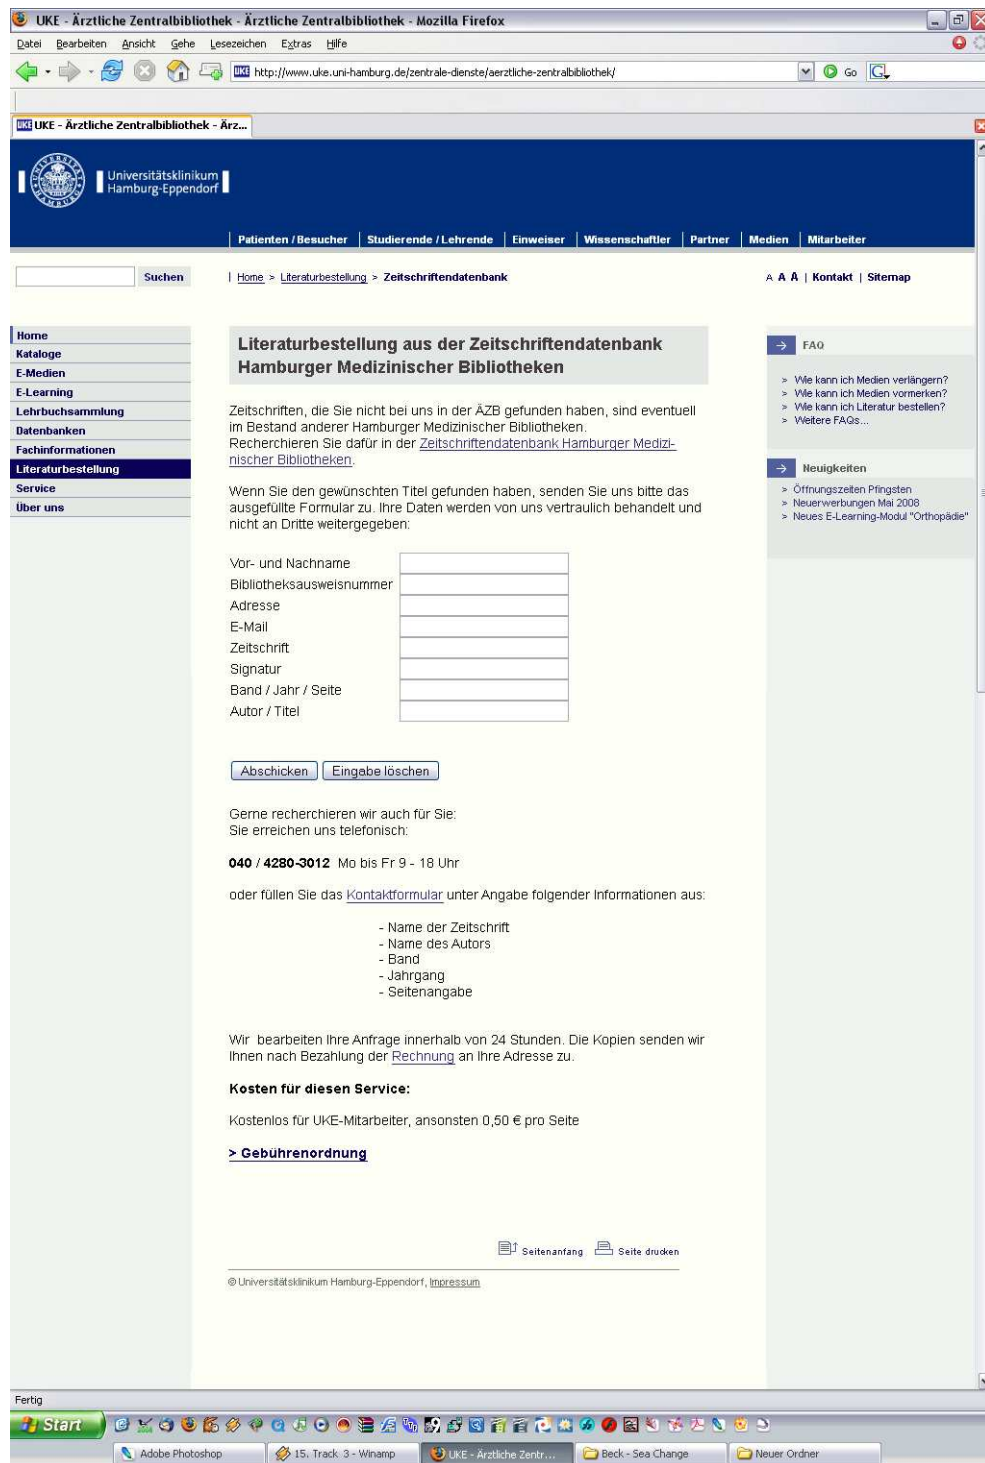 UKE - Ärztliche Zentralbibliothek - Ärztliche Zentralbibliothek - Mozilla Firefox
Datei Bearbeiten Ansicht Gehe Lesezeichen Extras Hilfe
UKE http://www.uke.uni-hamburg.de/zentrale-dienste/aerztliche-zentralbibliothek/ Go G
UKE UKE - Ärztliche Zentralbibliothek - Ärz...
Universitätsklinikum
Hamburg-Eppendorf
Patienten / Besucher | Studierende / Lehrende | Einweiser | Wissenschaftler | Partner | Medien | Mitarbeiter
Suchen
| Home > Literaturbestellung > Zeitschriftendatenbank
A A A | Kontakt | Sitemap
Home
Kataloge
E-Medien
E-Learning
Lehrbuchsammlung
Datenbanken
Fachinformationen
Literaturbestellung
Service
Über uns
Literaturbestellung aus der Zeitschriftendatenbank
Hamburger Medizinischer Bibliotheken
Zeitschriften, die Sie nicht bei uns in der ÄZB gefunden haben, sind eventuell
im Bestand anderer Hamburger Medizinischer Bibliotheken.
Recherchieren Sie dafür in der Zeitschriftendatenbank Hamburger Medizi-
nischer Bibliotheken.
Wenn Sie den gewünschten Titel gefunden haben, senden Sie uns bitte das
ausgefüllte Formular zu. Ihre Daten werden von uns vertraulich behandelt und
nicht an Dritte weitergegeben:
Vor- und Nachname
Bibliotheksausweisnummer
Adresse
E-Mail
Zeitschrift
Signatur
Band / Jahr / Seite
Autor / Titel
Abschicken Eingabe löschen
Gerne recherchieren wir auch für Sie:
Sie erreichen uns telefonisch:
040 / 4280-3012 Mo bis Fr 9 - 18 Uhr
oder füllen Sie das Kontaktformular unter Angabe folgender Informationen aus:
- Name der Zeitschrift
- Name des Autors
- Band
- Jahrgang
- Seitenangabe
Wir bearbeiten Ihre Anfrage innerhalb von 24 Stunden. Die Kopien senden wir
Ihnen nach Bezahlung der Rechnung an Ihre Adresse zu.
Kosten für diesen Service:
Kostenlos für UKE-Mitarbeiter, ansonsten 0,50 € pro Seite
> Gebührenordnung
Seitenanfang Seite drucken
© Universitätsklinikum Hamburg-Eppendorf, Impressum
FAQ
> Wie kann ich Medien verlängern?
> Wie kann ich Medien vormerken?
> Wie kann ich Literatur bestellen?
> Weitere FAQs...
Neuigkeiten
> Öffnungszeiten Pfingsten
> Neuerwerbungen Mai 2008
> Neues E-Learning-Modul "Orthopädie"
Fertig
Start
Adobe Photoshop 15. Track 3 - Winamp UKE - Ärztliche Zentr... Beck - Sea Change Neuer Ordner